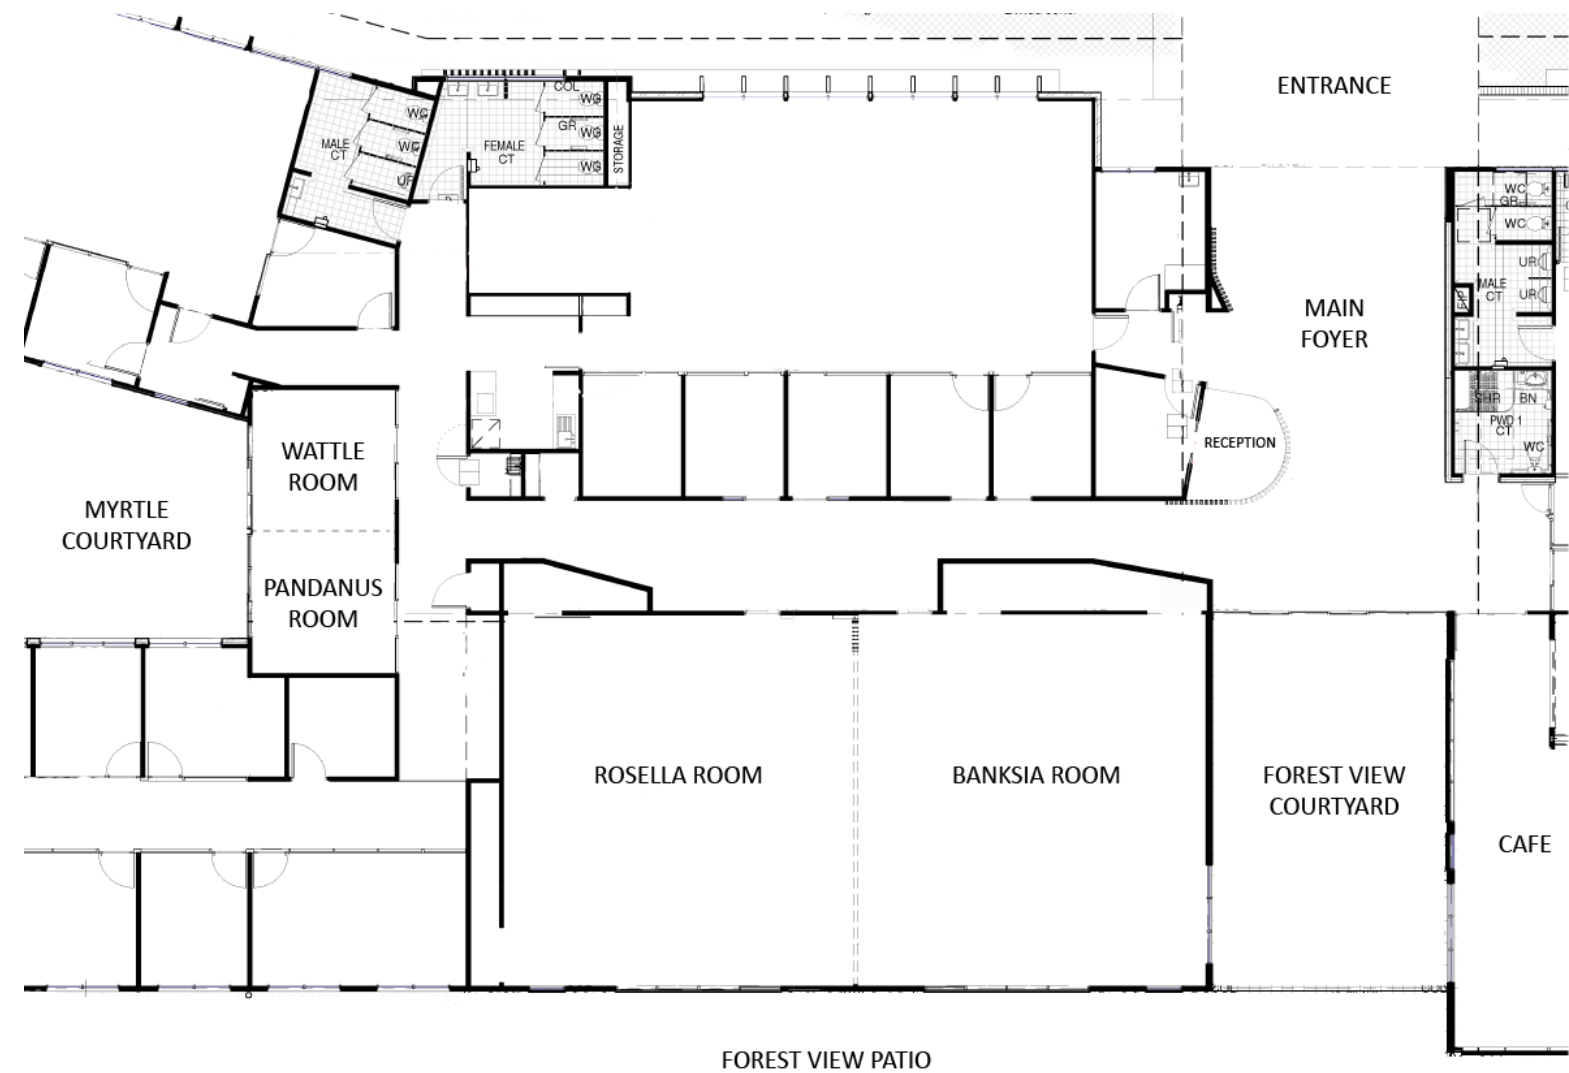 ENTRANCE
COL
WC
WC
GR
WC
WC
MALE
CT
FEMALE
CT
WC
STORAGE
WC
GR
WC
UR
MALE
CT
UR
MAIN
FOYER
SHR
BN
PWD 1
CT
WC
RECEPTION
WATTLE
ROOM
MYRTLE
COURTYARD
PANDANUS
ROOM
ROSELLA ROOM
BANKSIA ROOM
FOREST VIEW
COURTYARD
CAFE
FOREST VIEW PATIO